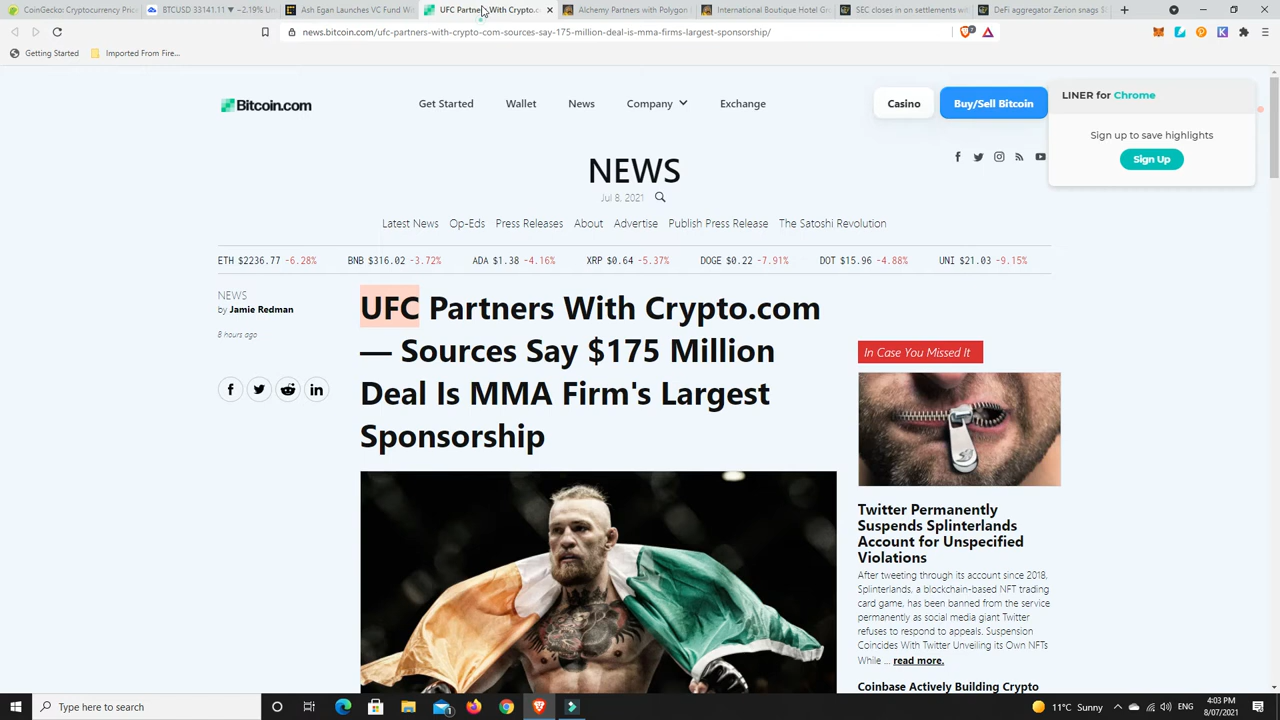 CoinGecko: Cryptocurrency Pric
BTCUSD 33141.11 ▼ −2.19% Un
Ash Egan Launches VC Fund Wi
UFC Partners With Crypto.c
Alchemy Partners with Polygon
International Boutique Hotel Gr
SEC closes in on settlements wit
DeFi aggregator Zerion snags $
news.bitcoin.com/ufc-partners-with-crypto-com-sources-say-175-million-deal-is-mma-firms-largest-sponsorship/
Getting Started
Imported From Fire...
Bitcoin.com
Get Started
Wallet
News
Company
Exchange
Casino
Buy/Sell Bitcoin
LINER for Chrome
Sign up to save highlights
Sign Up
NEWS
Jul 8, 2021
Latest News
Op-Eds
Press Releases
About
Advertise
Publish Press Release
The Satoshi Revolution
ETH $2236.77 -6.28%
BNB $316.02 -3.72%
ADA $1.38 -4.16%
XRP $0.64 -5.37%
DOGE $0.22 -7.91%
DOT $15.96 -4.88%
UNI $21.03 -9.15%
NEWS
by Jamie Redman
8 hours ago
UFC Partners With Crypto.com
— Sources Say $175 Million
Deal Is MMA Firm's Largest
Sponsorship
In Case You Missed It
Twitter Permanently
Suspends Splinterlands
Account for Unspecified
Violations
After tweeting through its account since 2018,
Splinterlands, a blockchain-based NFT trading
card game, has been banned from the service
permanently as social media giant Twitter
refuses to respond to appeals. Suspension
Coincides With Twitter Unveiling its Own NFTs
While ... read more.
Coinbase Actively Building Crypto
Type here to search
11°C Sunny
ENG
4:03 PM
8/07/2021